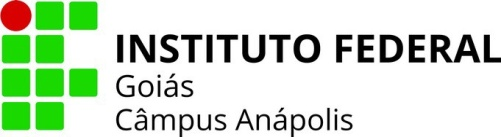 INSTITUTO FEDERAL
Goiás
Câmpus Anápolis